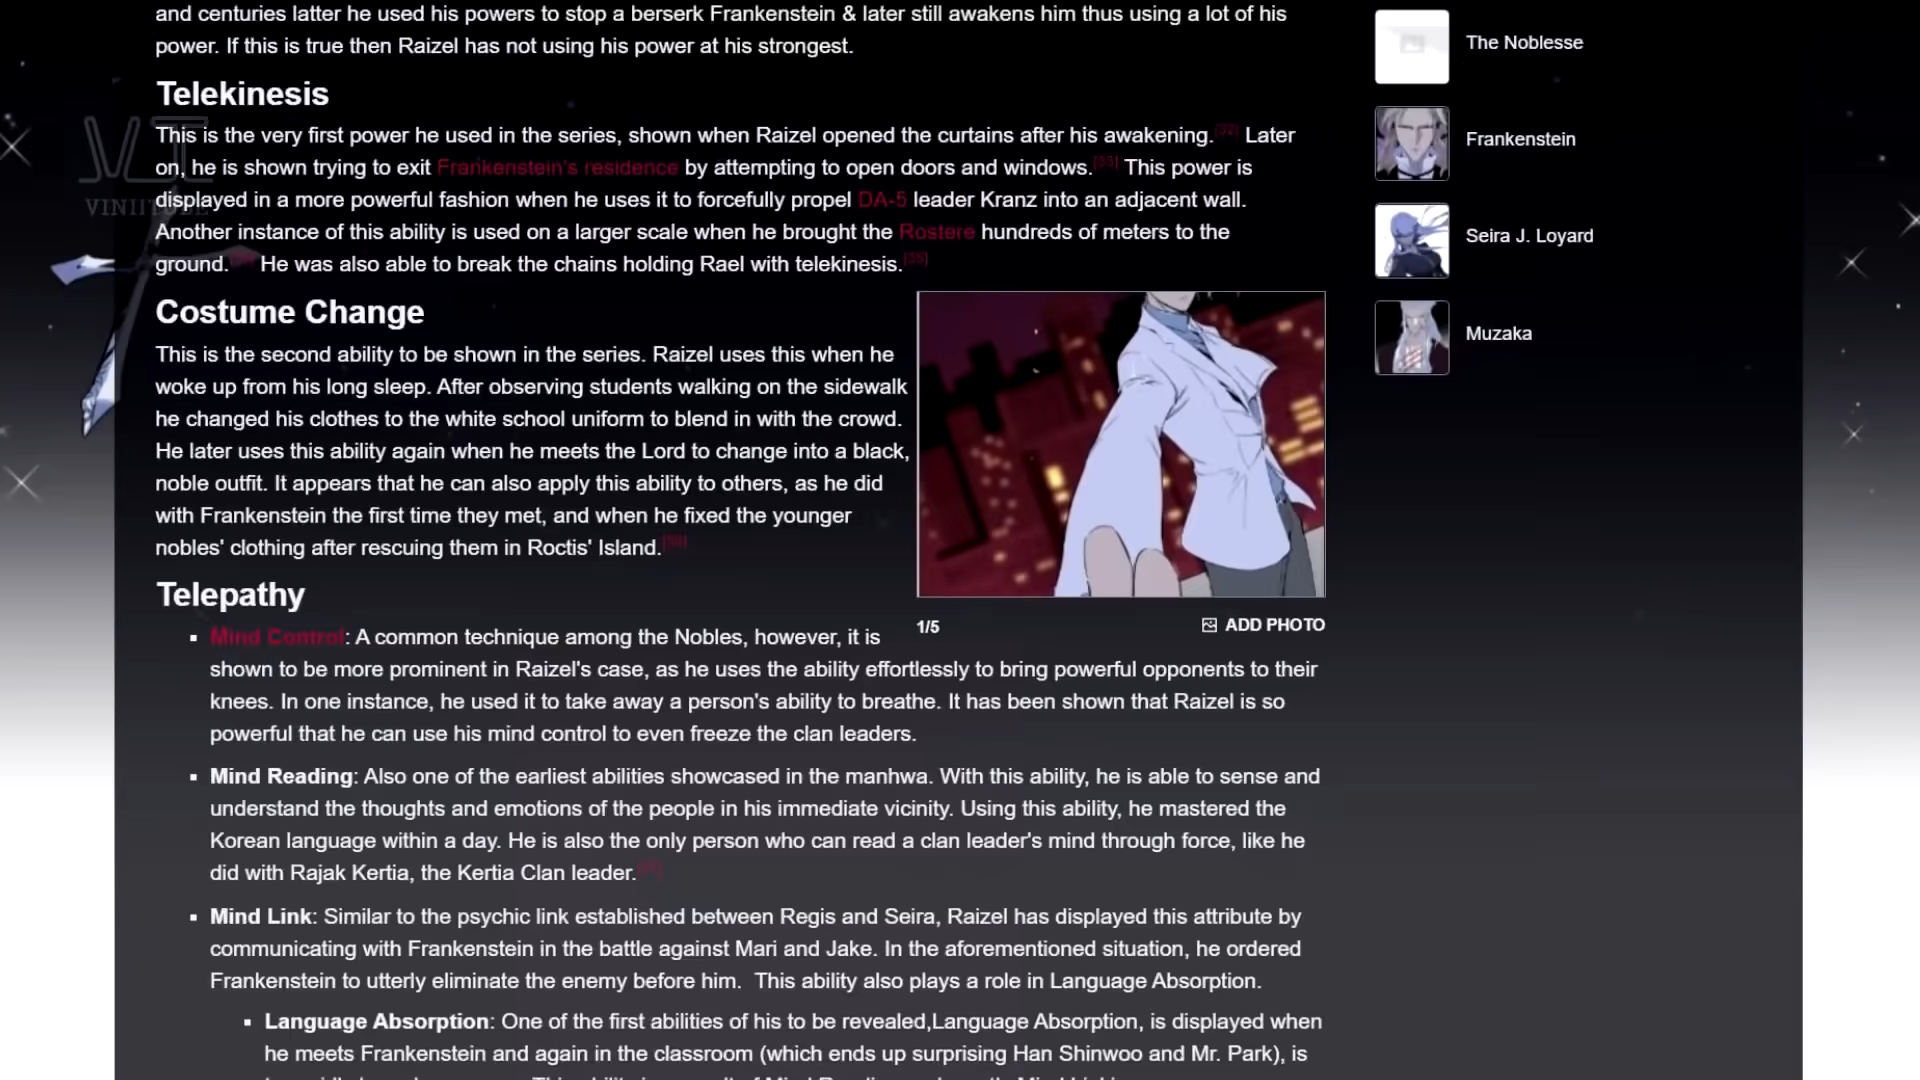 and centuries latter he used his powers to stop a berserk Frankenstein & later still awakens him thus using a lot of his
power. If this is true then Raizel has not using his power at his strongest.
Telekinesis
This is the very first power he used in the series, shown when Raizel opened the curtains after his awakening.[32] Later
on, he is shown trying to exit Frankenstein's residence by attempting to open doors and windows.[33] This power is
displayed in a more powerful fashion when he uses it to forcefully propel DA-5 leader Kranz into an adjacent wall.
Another instance of this ability is used on a larger scale when he brought the Rostere hundreds of meters to the
ground. He was also able to break the chains holding Rael with telekinesis.[35]
Costume Change
This is the second ability to be shown in the series. Raizel uses this when he
woke up from his long sleep. After observing students walking on the sidewalk
he changed his clothes to the white school uniform to blend in with the crowd.
He later uses this ability again when he meets the Lord to change into a black,
noble outfit. It appears that he can also apply this ability to others, as he did
with Frankenstein the first time they met, and when he fixed the younger
nobles' clothing after rescuing them in Roctis' Island.
1/5
ADD PHOTO
Telepathy
Mind Control: A common technique among the Nobles, however, it is
shown to be more prominent in Raizel's case, as he uses the ability effortlessly to bring powerful opponents to their
knees. In one instance, he used it to take away a person's ability to breathe. It has been shown that Raizel is so
powerful that he can use his mind control to even freeze the clan leaders.
Mind Reading: Also one of the earliest abilities showcased in the manhwa. With this ability, he is able to sense and
understand the thoughts and emotions of the people in his immediate vicinity. Using this ability, he mastered the
Korean language within a day. He is also the only person who can read a clan leader's mind through force, like he
did with Rajak Kertia, the Kertia Clan leader.
Mind Link: Similar to the psychic link established between Regis and Seira, Raizel has displayed this attribute by
communicating with Frankenstein in the battle against Mari and Jake. In the aforementioned situation, he ordered
Frankenstein to utterly eliminate the enemy before him.  This ability also plays a role in Language Absorption.
Language Absorption: One of the first abilities of his to be revealed,Language Absorption, is displayed when
he meets Frankenstein and again in the classroom (which ends up surprising Han Shinwoo and Mr. Park), is
The Noblesse
Frankenstein
Seira J. Loyard
Muzaka
VT
VINIITUBE